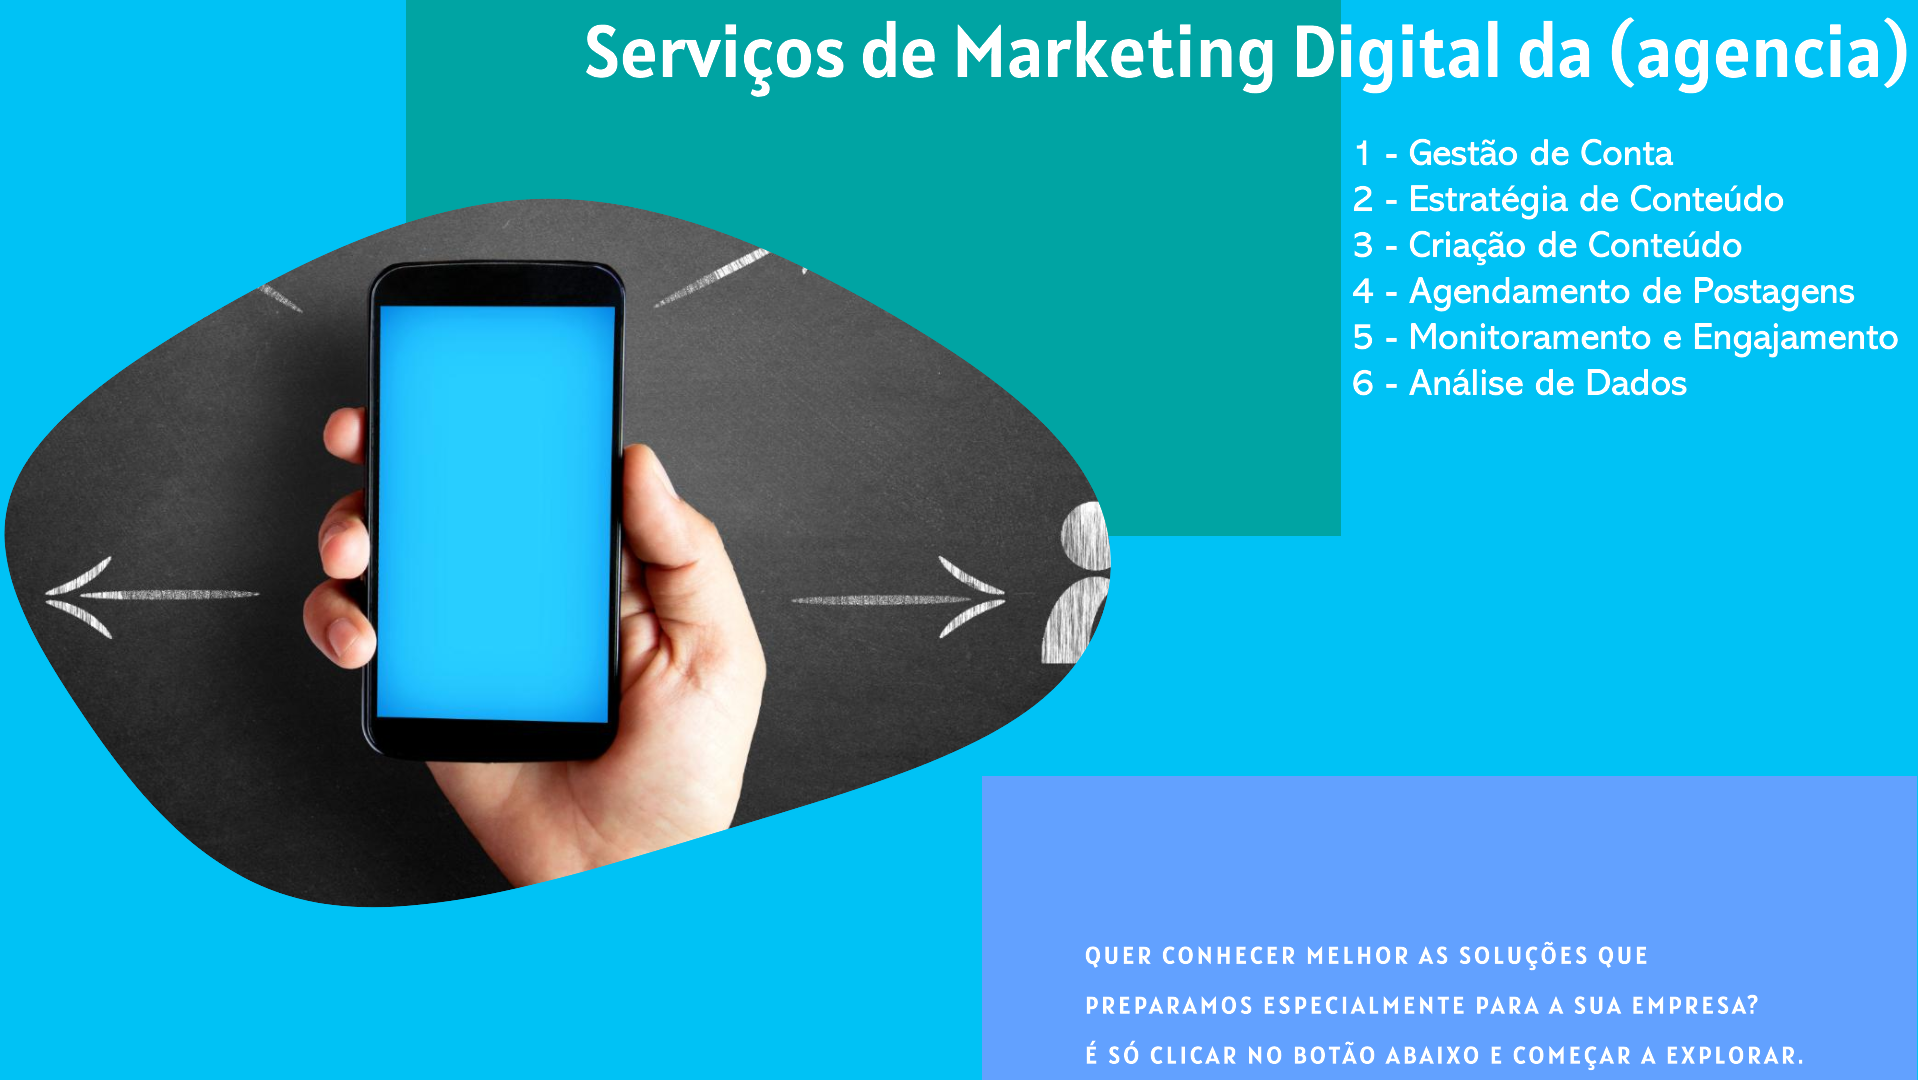 Serviços de Marketing Digital da (agencia)
1 - Gestão de Conta
2 - Estratégia de Conteúdo
3 - Criação de Conteúdo
4 - Agendamento de Postagens
5 - Monitoramento e Engajamento
6 - Análise de Dados
QUER CONHECER MELHOR AS SOLUÇÕES QUE
PREPARAMOS ESPECIALMENTE PARA A SUA EMPRESA?
É SÓ CLICAR NO BOTÃO ABAIXO E COMEÇAR A EXPLORAR.